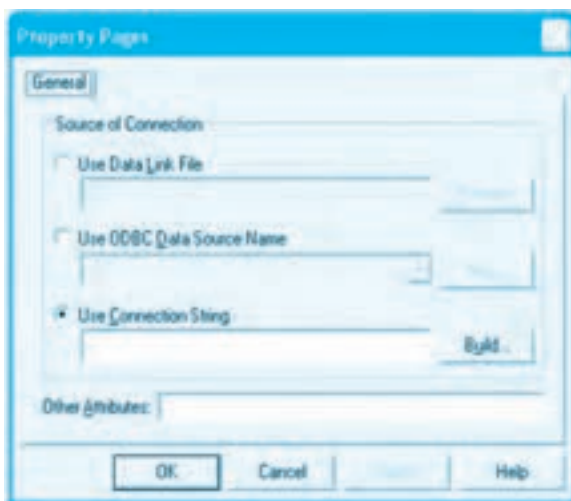 Property Pages
General
Source of Connection
Use Data Link File
Use ODBC Data Source Name
Use Connection String
Build...
Other Attributes:
OK
Cancel
Help